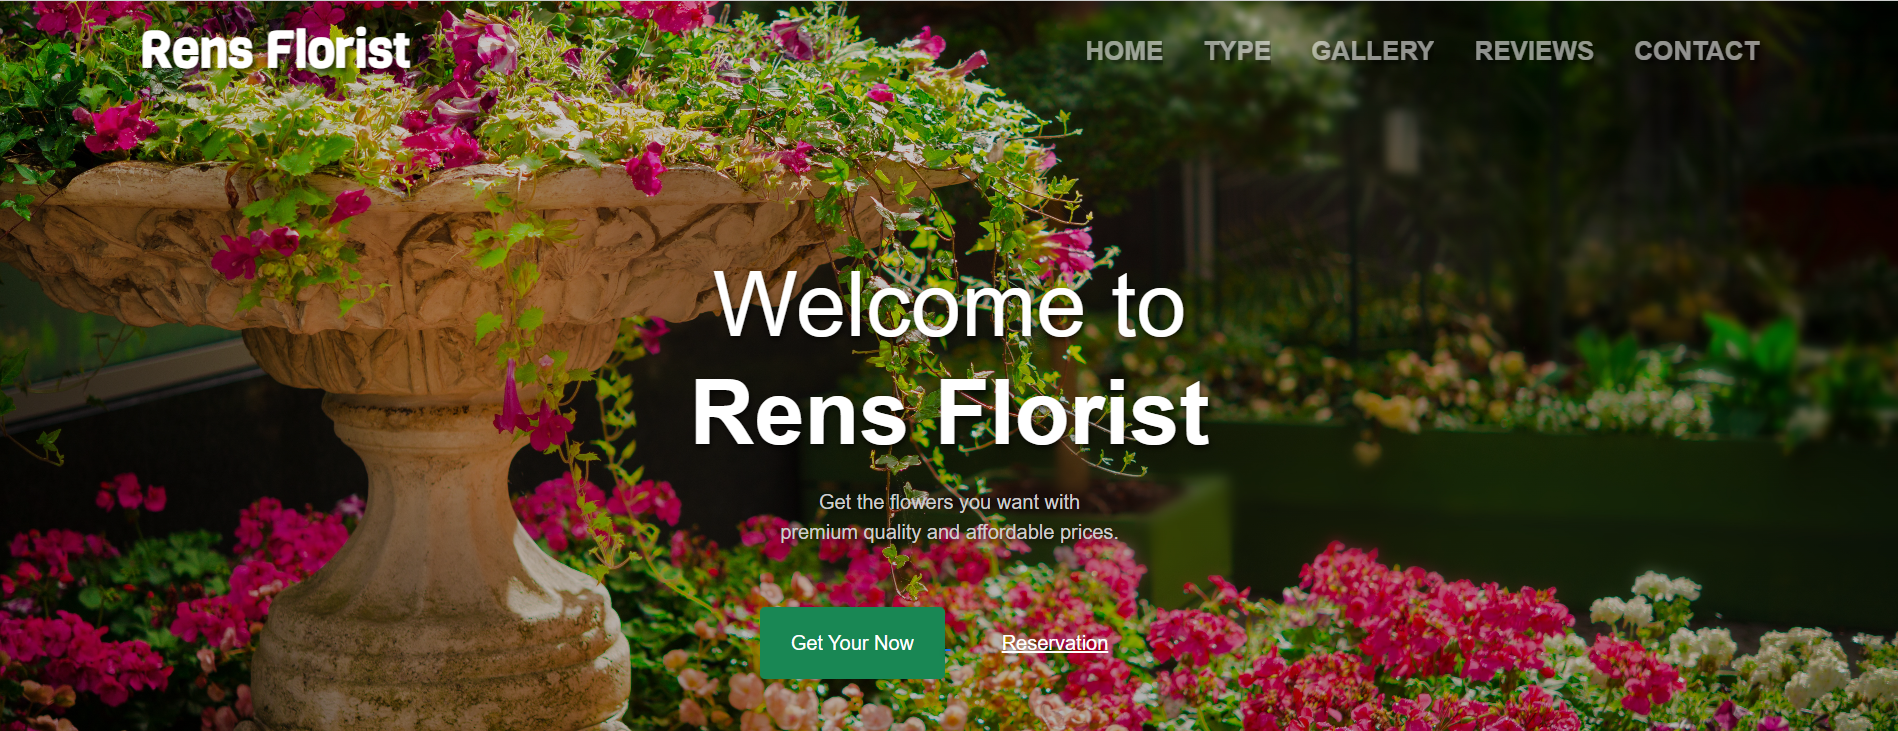 Rens Florist
HOME TYPE GALLERY REVIEWS CONTACT
Welcome to
Rens Florist
Get the flowers you want with
premium quality and affordable prices.
Get Your Now
Reservation